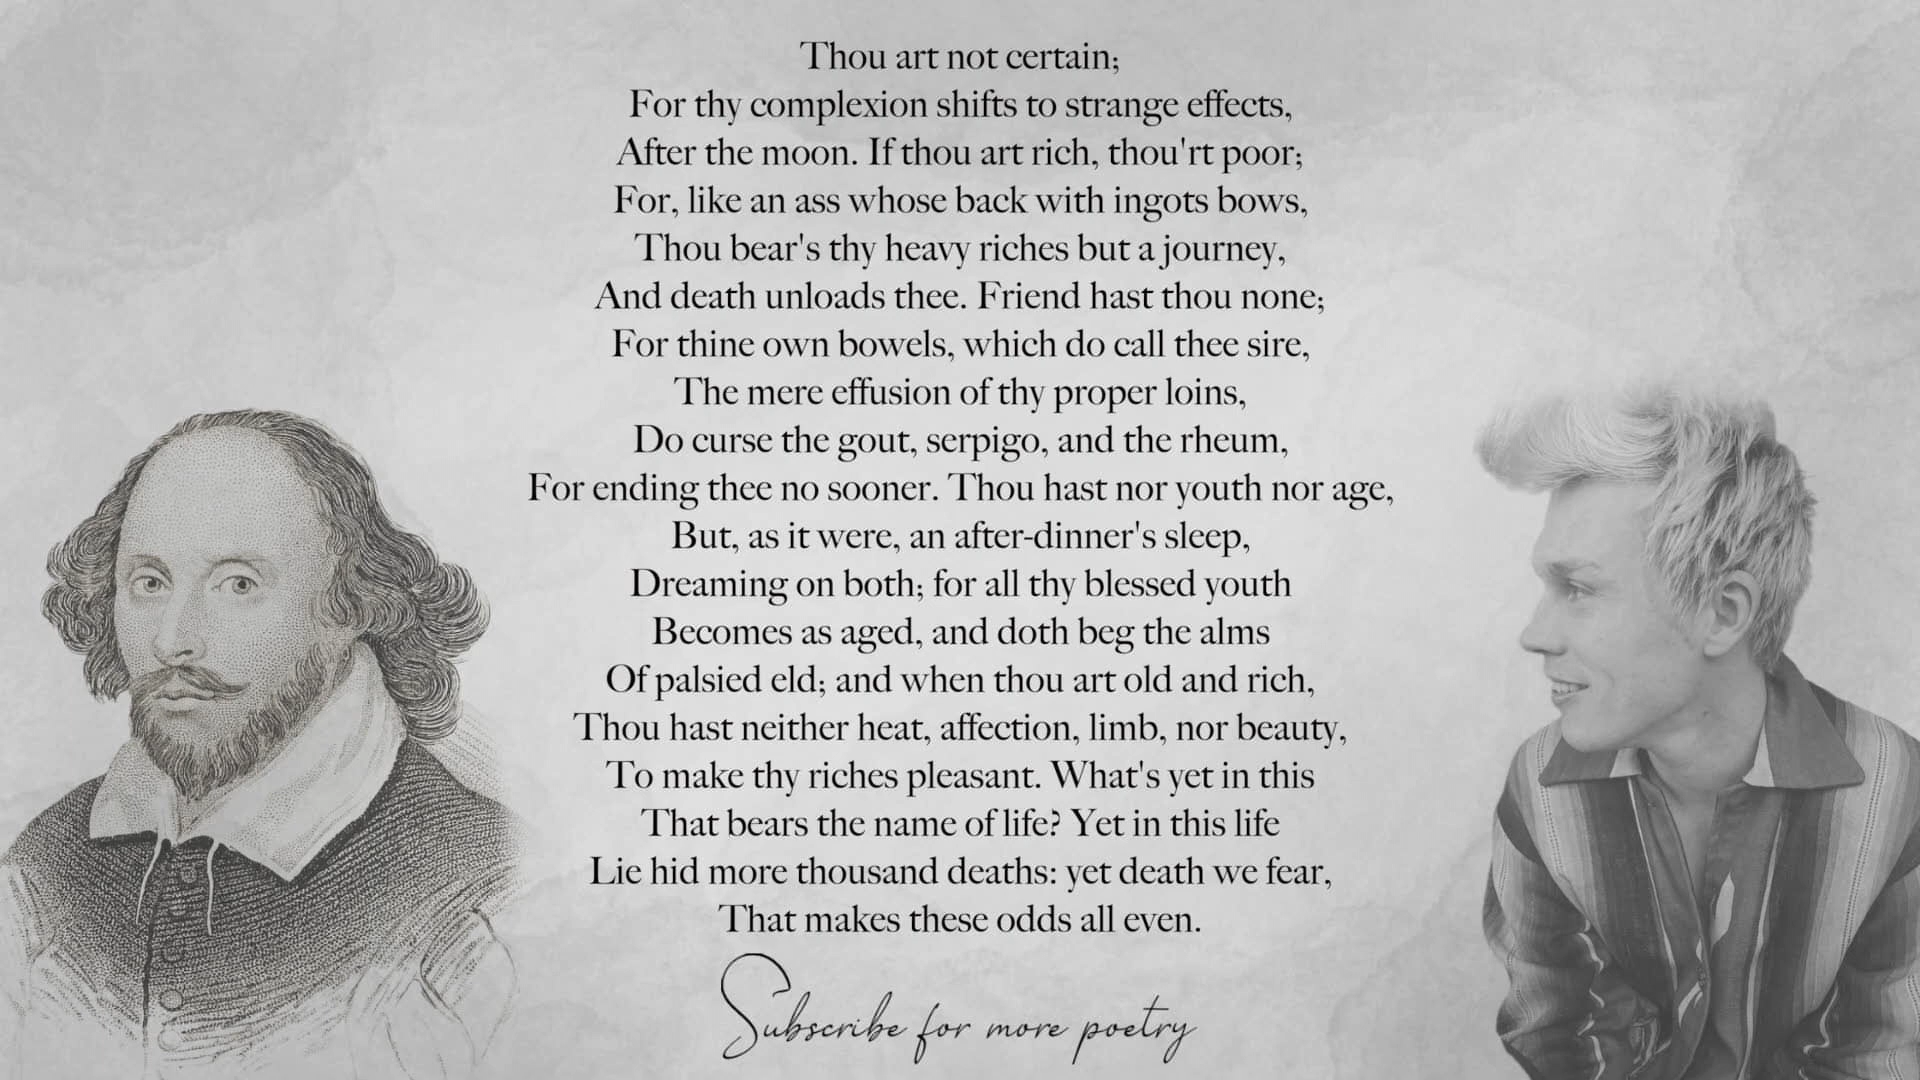 Thou art not certain;
For thy complexion shifts to strange effects,
After the moon. If thou art rich, thou'rt poor;
For, like an ass whose back with ingots bows,
Thou bear's thy heavy riches but a journey,
And death unloads thee. Friend hast thou none;
For thine own bowels, which do call thee sire,
The mere effusion of thy proper loins,
Do curse the gout, serpigo, and the rheum,
For ending thee no sooner. Thou hast nor youth nor age,
But, as it were, an after-dinner's sleep,
Dreaming on both; for all thy blessed youth
Becomes as aged, and doth beg the alms
Of palsied eld; and when thou art old and rich,
Thou hast neither heat, affection, limb, nor beauty,
To make thy riches pleasant. What's yet in this
That bears the name of life? Yet in this life
Lie hid more thousand deaths: yet death we fear,
That makes these odds all even.
Subscribe for more poetry